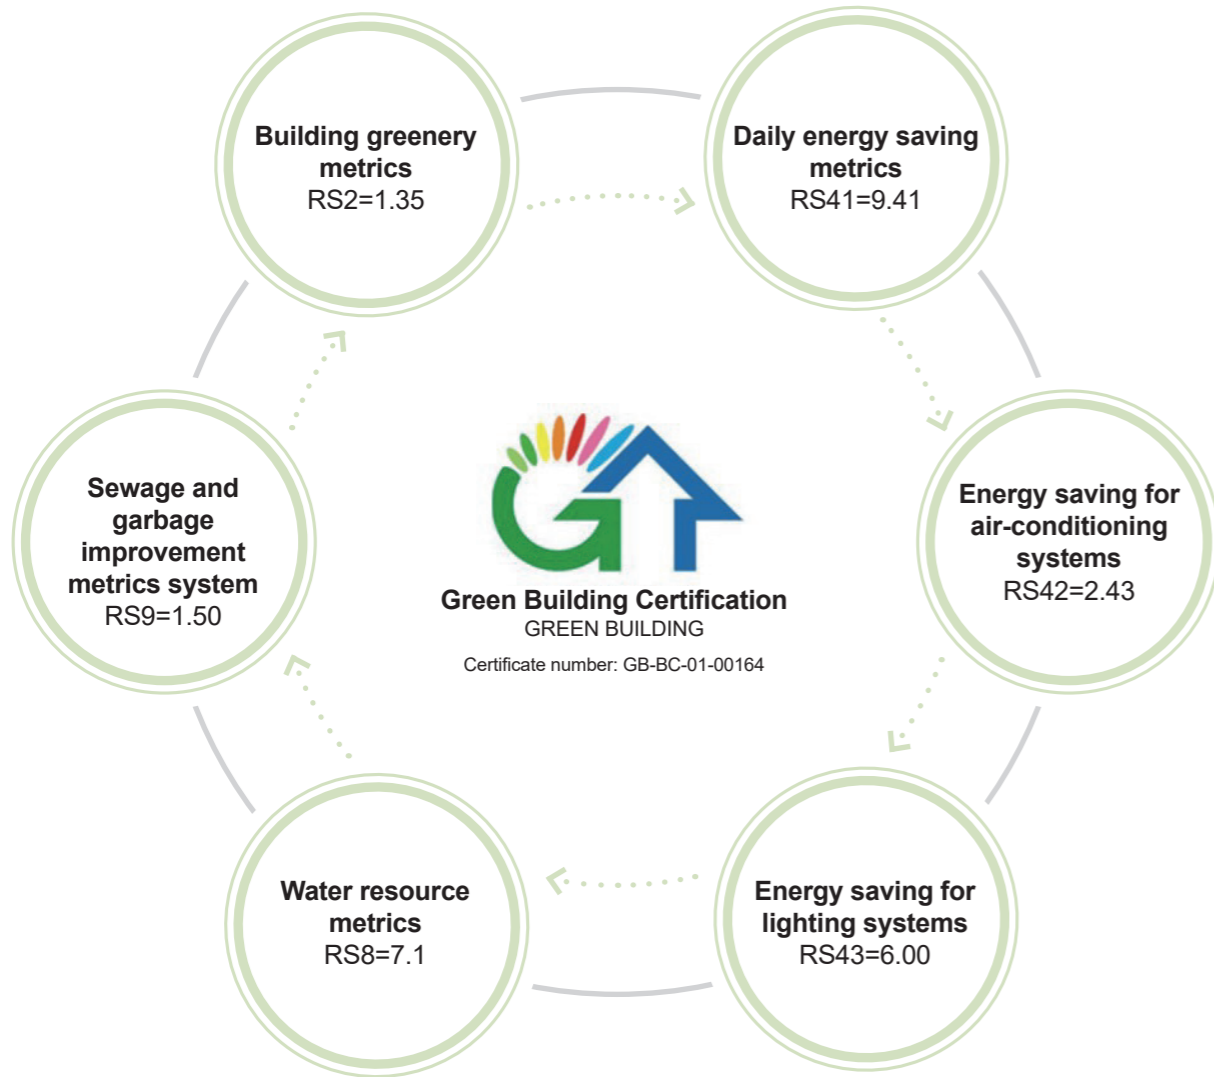 Building greenery
metrics
RS2=1.35
Daily energy saving
metrics
RS41=9.41
Sewage and
garbage
improvement
metrics system
RS9=1.50
Green Building Certification
GREEN BUILDING
Certificate number: GB-BC-01-00164
Energy saving for
air-conditioning
systems
RS42=2.43
Water resource
metrics
RS8=7.1
Energy saving for
lighting systems
RS43=6.00